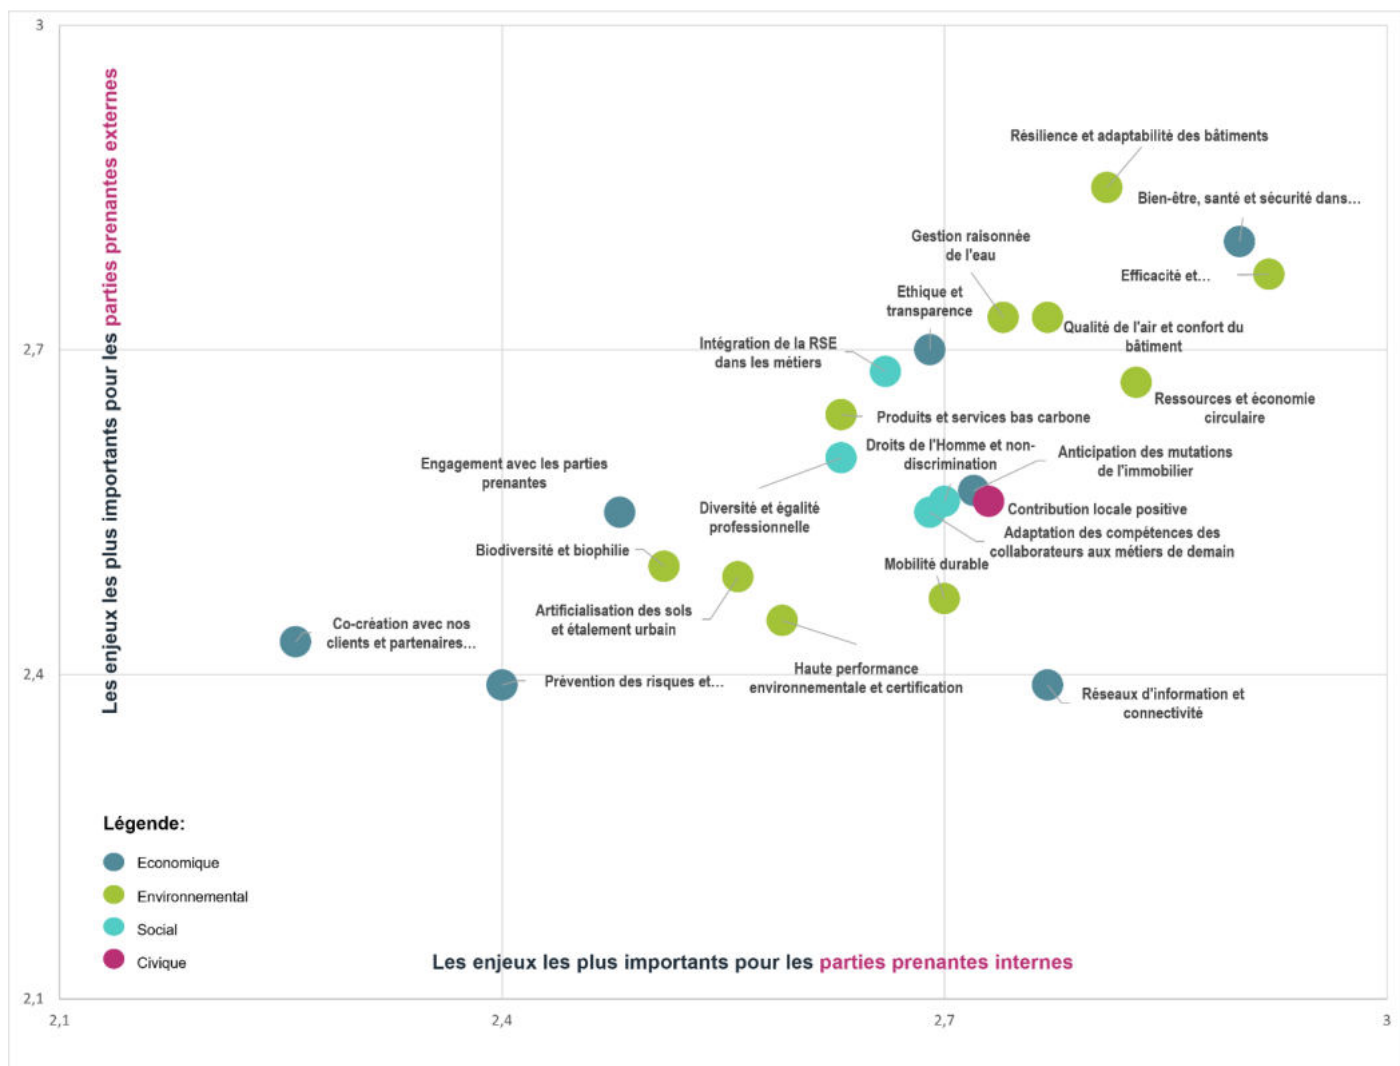 3
Les enjeux les plus importants pour les parties prenantes externes
Résilience et adaptabilité des bâtiments
Bien-être, santé et sécurité dans...
Gestion raisonnée
de l'eau
Efficacité et...
Ethique et
transparence
Qualité de l'air et confort du
bâtiment
Intégration de la RSE
dans les métiers
2,7
Ressources et économie
circulaire
Produits et services bas carbone
Droits de l'Homme et non-
discrimination
Anticipation des mutations
de l'immobilier
Engagement avec les parties
prenantes
Diversité et égalité
professionnelle
Contribution locale positive
Adaptation des compétences des
collaborateurs aux métiers de demain
Biodiversité et biophilie
Mobilité durable
Artificialisation des sols
et étalement urbain
Co-création avec nos
clients et partenaires...
Haute performance
environnementale et certification
2,4
Prévention des risques et...
Réseaux d'information et
connectivité
Légende:
Economique
Environnemental
Social
Civique
Les enjeux les plus importants pour les parties prenantes internes
2,1
2,1
2,4
2,7
3